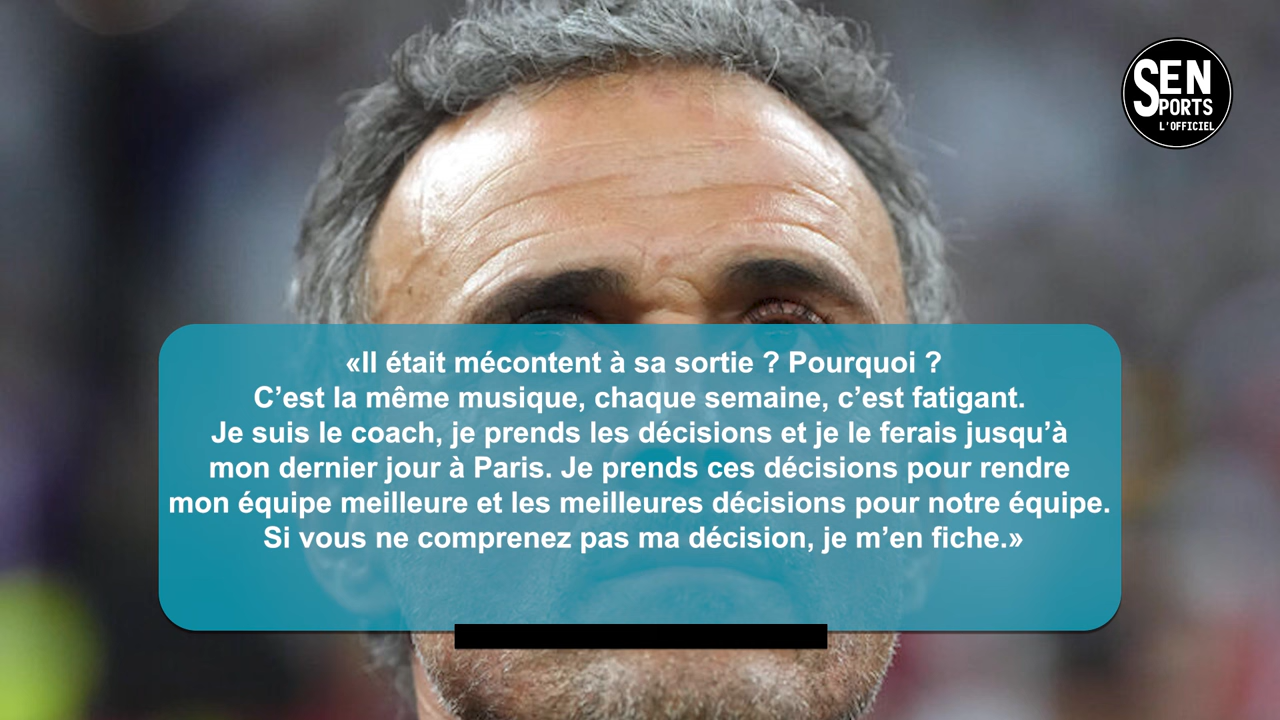 SEN
SPORTS
L'OFFICIEL
«Il était mécontent à sa sortie ? Pourquoi ?
C’est la même musique, chaque semaine, c’est fatigant.
Je suis le coach, je prends les décisions et je le ferais jusqu’à
mon dernier jour à Paris. Je prends ces décisions pour rendre
mon équipe meilleure et les meilleures décisions pour notre équipe.
Si vous ne comprenez pas ma décision, je m’en fiche.»